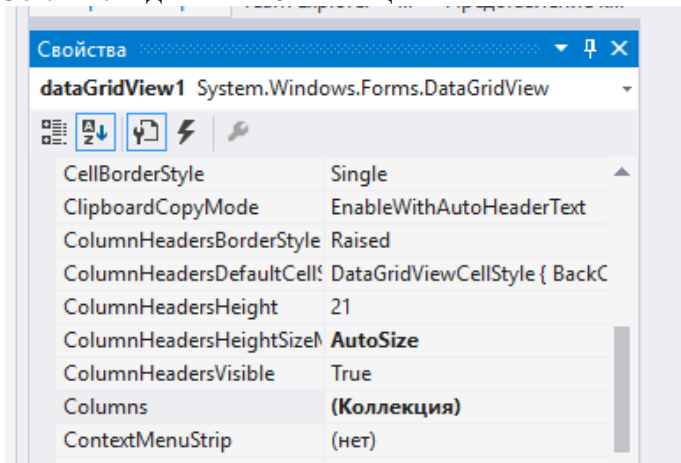 Свойства
dataGridView1 System.Windows.Forms.DataGridView
CellBorderStyle Single
ClipboardCopyMode EnableWithAutoHeaderText
ColumnHeadersBorderStyle Raised
ColumnHeadersDefaultCellS DataGridViewCellStyle { BackC
ColumnHeadersHeight 21
ColumnHeadersHeightSizeM AutoSize
ColumnHeadersVisible True
Columns (Коллекция)
ContextMenuStrip (нет)